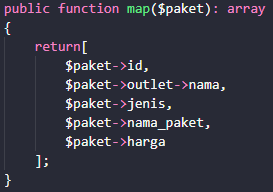 public function map($paket): array
{
    return[
        $paket->id,
        $paket->outlet->nama,
        $paket->jenis,
        $paket->nama_paket,
        $paket->harga
    ];
}